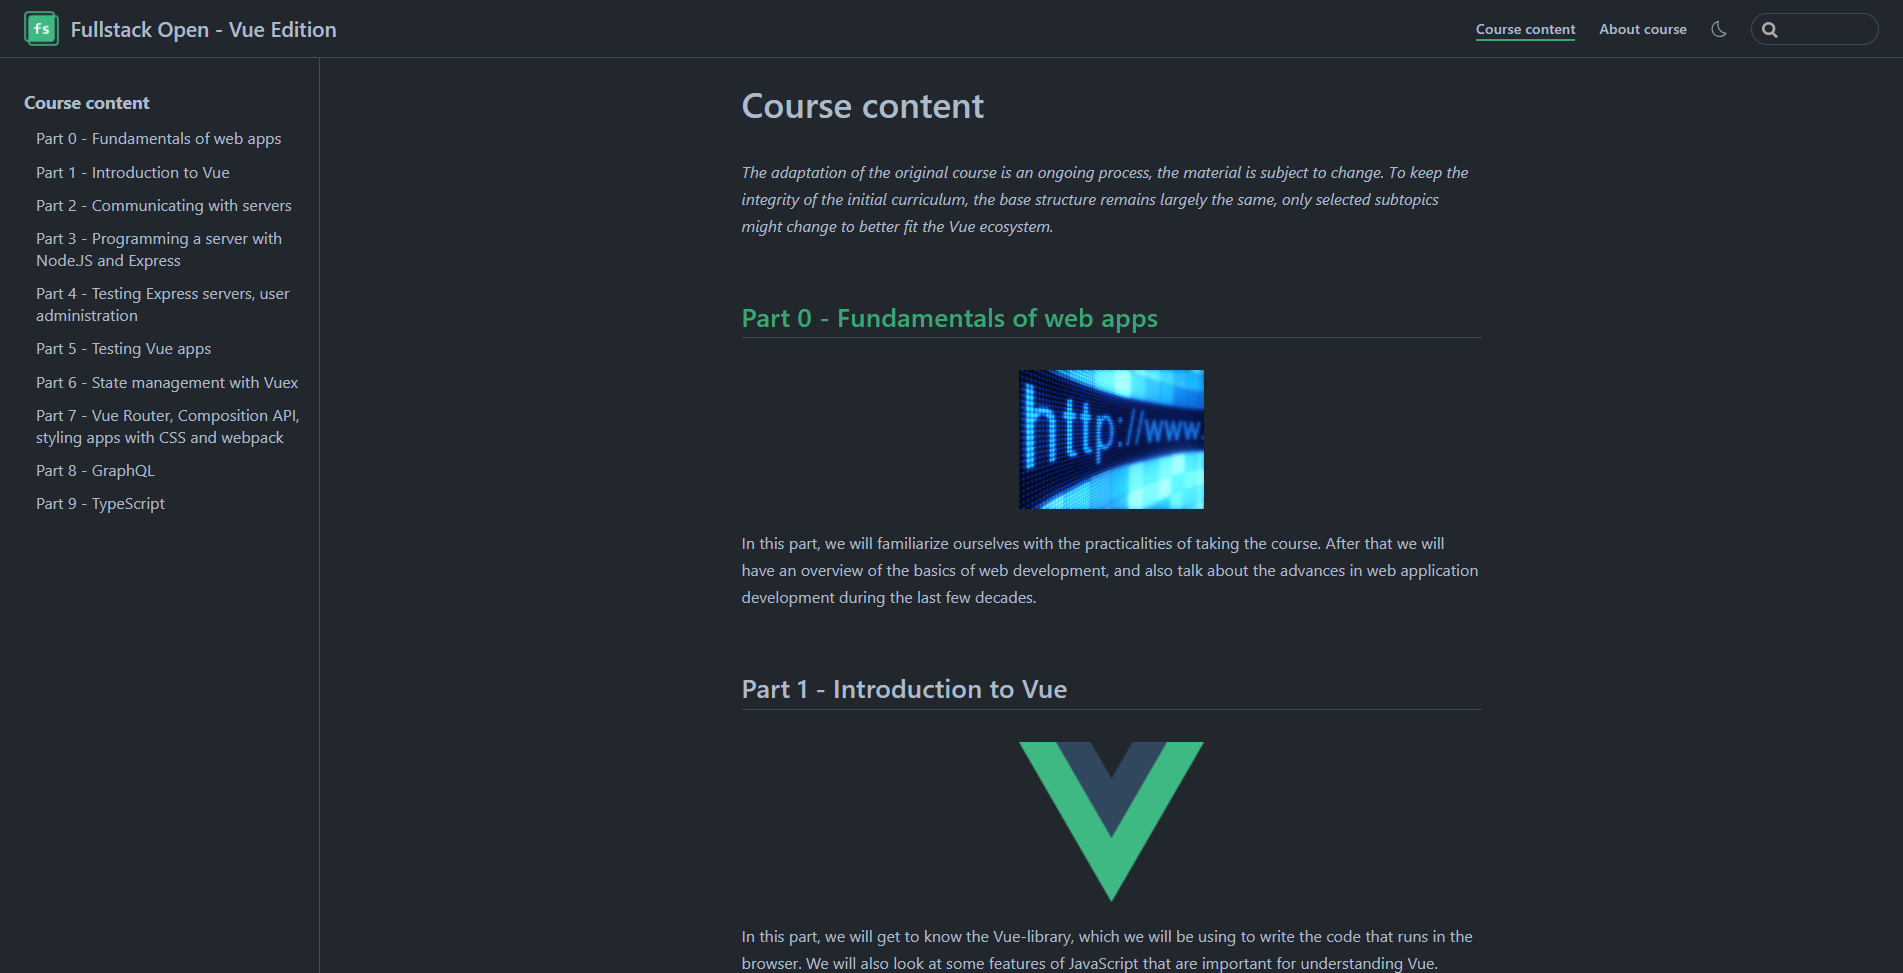 fs
Fullstack Open - Vue Edition
Course content
About course
Course content
Part 0 - Fundamentals of web apps
Part 1 - Introduction to Vue
Part 2 - Communicating with servers
Part 3 - Programming a server with
Node.JS and Express
Part 4 - Testing Express servers, user
administration
Part 5 - Testing Vue apps
Part 6 - State management with Vuex
Part 7 - Vue Router, Composition API,
styling apps with CSS and webpack
Part 8 - GraphQL
Part 9 - TypeScript
Course content
The adaptation of the original course is an ongoing process, the material is subject to change. To keep the
integrity of the initial curriculum, the base structure remains largely the same, only selected subtopics
might change to better fit the Vue ecosystem.
Part 0 - Fundamentals of web apps
http://www.
In this part, we will familiarize ourselves with the practicalities of taking the course. After that we will
have an overview of the basics of web development, and also talk about the advances in web application
development during the last few decades.
Part 1 - Introduction to Vue
In this part, we will get to know the Vue-library, which we will be using to write the code that runs in the
browser. We will also look at some features of JavaScript that are important for understanding Vue.